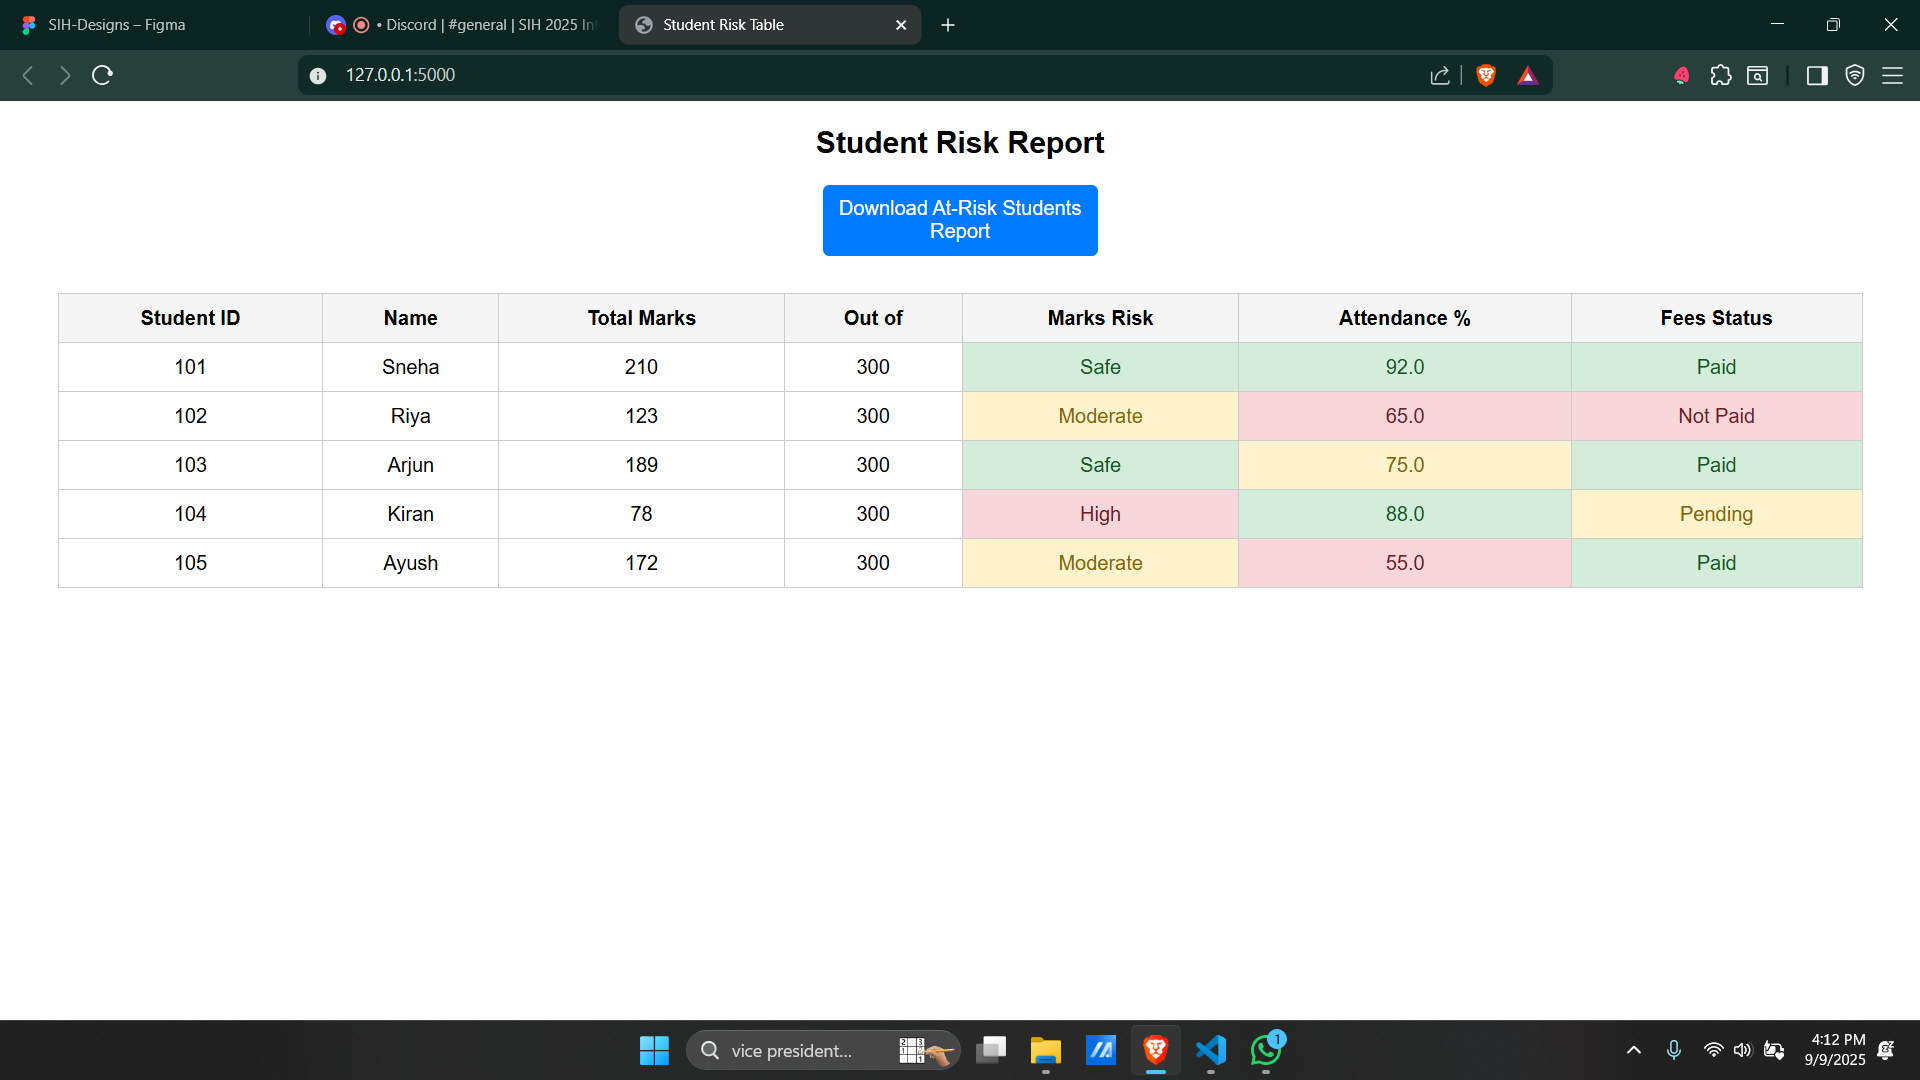 SIH-Designs – Figma
• Discord | #general | SIH 2025 In
Student Risk Table
127.0.0.1:5000
Student Risk Report
Download At-Risk Students
Report
Student ID Name Total Marks Out of Marks Risk Attendance % Fees Status
101 Sneha 210 300 Safe 92.0 Paid
102 Riya 123 300 Moderate 65.0 Not Paid
103 Arjun 189 300 Safe 75.0 Paid
104 Kiran 78 300 High 88.0 Pending
105 Ayush 172 300 Moderate 55.0 Paid
vice president...
1
4:12 PM
9/9/2025